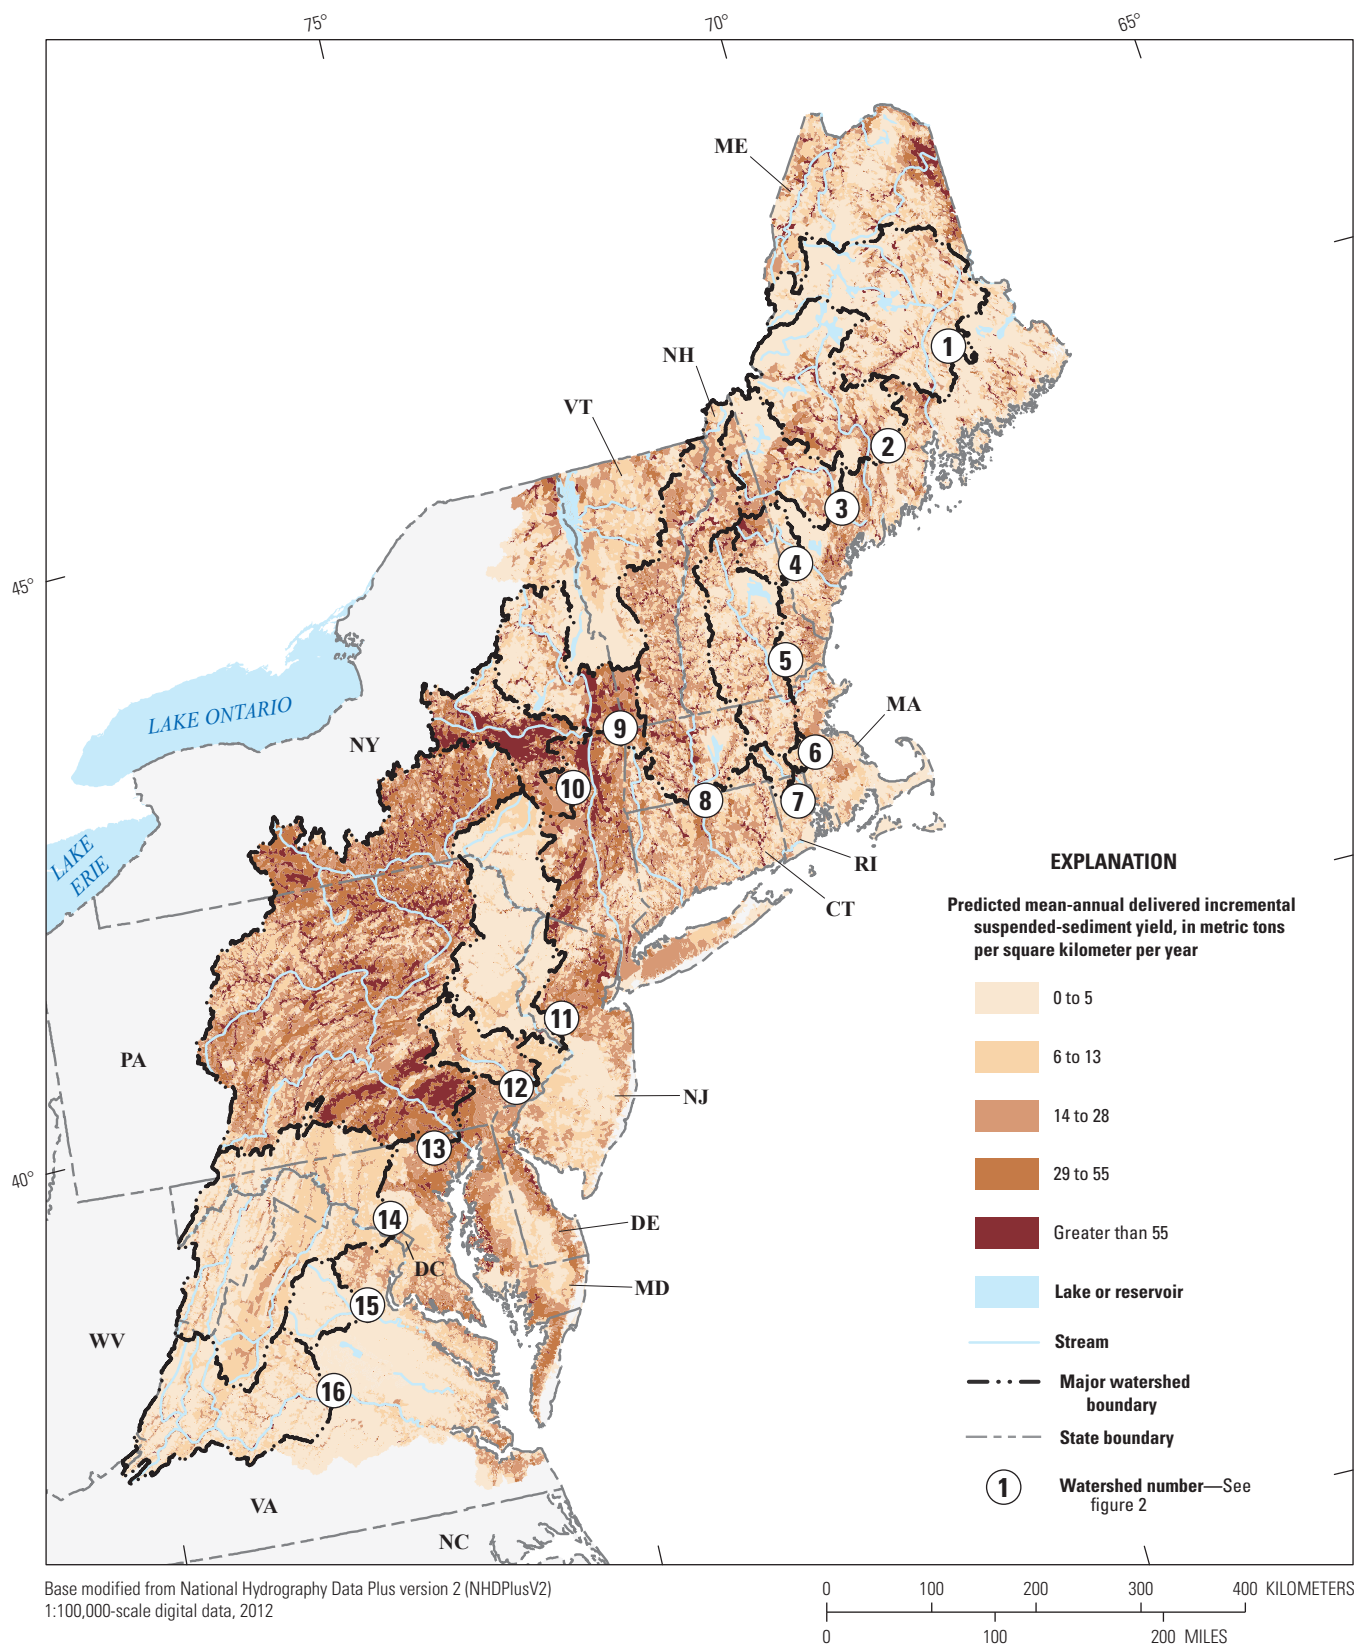 75°
70°
65°
ME
NH
VT
1
2
3
4
45°
5
LAKE ONTARIO
MA
NY
9
6
10
8
7
LAKE
ERIE
RI
CT
EXPLANATION
Predicted mean-annual delivered incremental
suspended-sediment yield, in metric tons
per square kilometer per year
0 to 5
11
6 to 13
PA
12
NJ
14 to 28
13
40°
29 to 55
14
DE
DC
Greater than 55
MD
Lake or reservoir
15
WV
Stream
16
Major watershed
boundary
State boundary
1
Watershed number—See
figure 2
VA
NC
Base modified from National Hydrography Data Plus version 2 (NHDPlusV2)
1:100,000-scale digital data, 2012
0 100 200 300 400 KILOMETERS
0 100 200 MILES